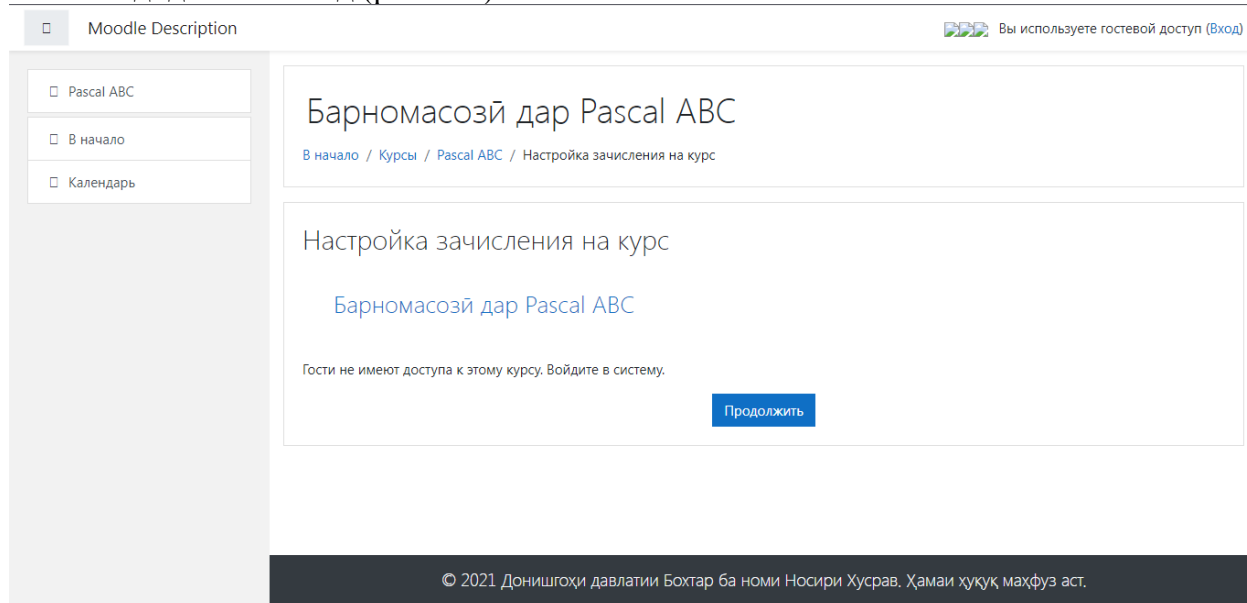 Moodle Description
Вы используете гостевой доступ (Вход)
Pascal ABC
В начало
Календарь
Барномасозӣ дар Pascal ABC
В начало / Курсы / Pascal ABC / Настройка зачисления на курс
Настройка зачисления на курс
Барномасозӣ дар Pascal ABC
Гости не имеют доступа к этому курсу. Войдите в систему.
Продолжить
© 2021 Донишгоҳи давлатии Бохтар ба номи Носири Хусрав. Ҳамаи ҳуқуқ маҳфуз аст.